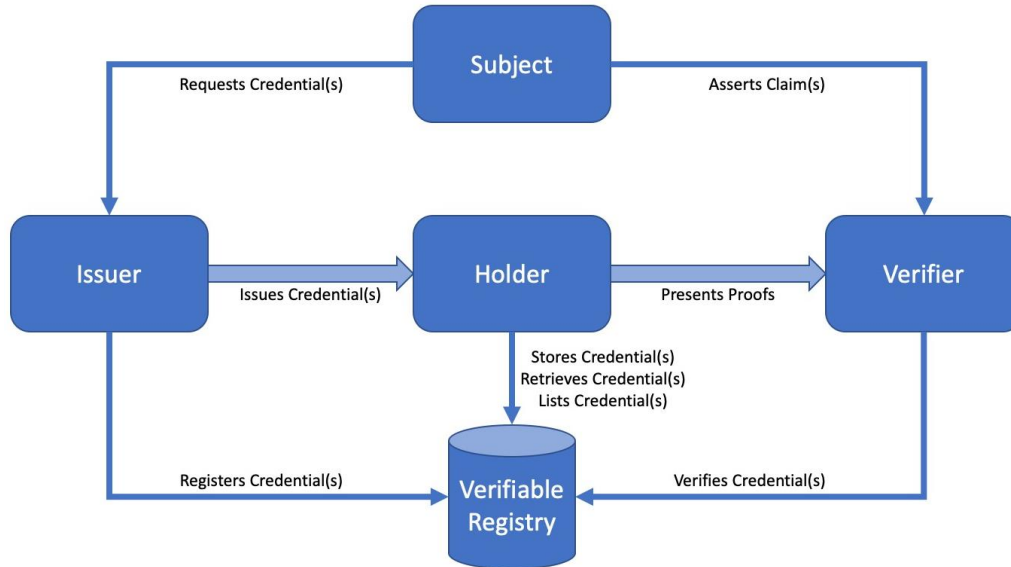 Subject
Requests Credential(s)
Asserts Claim(s)
Issuer
Holder
Verifier
Issues Credential(s)
Presents Proofs
Stores Credential(s)
Retrieves Credential(s)
Lists Credential(s)
Registers Credential(s)
Verifiable
Registry
Verifies Credential(s)